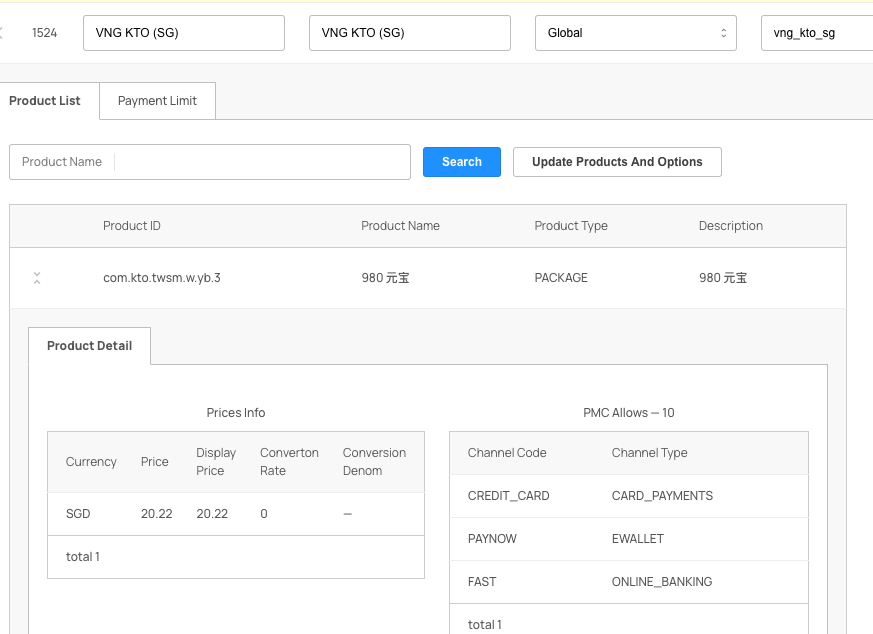 1524 VNG KTO (SG) VNG KTO (SG) Global vng_kto_sg
Product List Payment Limit
Product Name Search Update Products And Options
Product ID Product Name Product Type Description
com.kto.twsm.w.yb.3 980 元宝 PACKAGE 980 元宝
Product Detail
Prices Info
Currency Price Display Price Converton Rate Conversion Denom
SGD 20.22 20.22 0 —
total 1
PMC Allows — 10
Channel Code Channel Type
CREDIT_CARD CARD_PAYMENTS
PAYNOW EWALLET
FAST ONLINE_BANKING
total 1